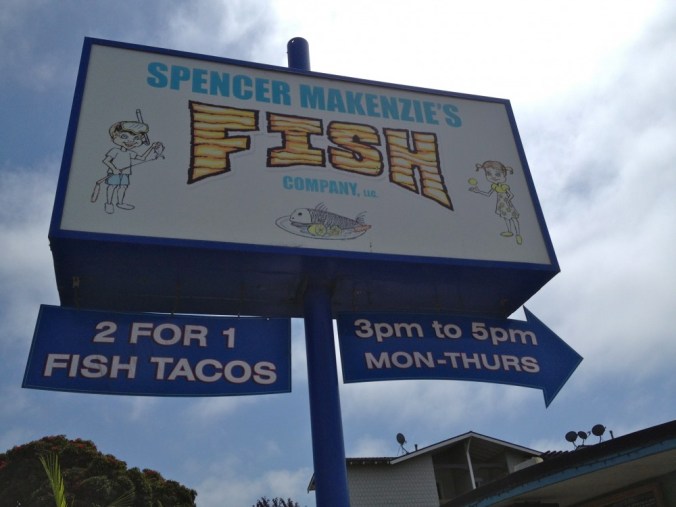 SPENCER MAKENZIE'S
FISH
COMPANY, LLC.
2 FOR 1
FISH TACOS
3pm to 5pm
MON-THURS